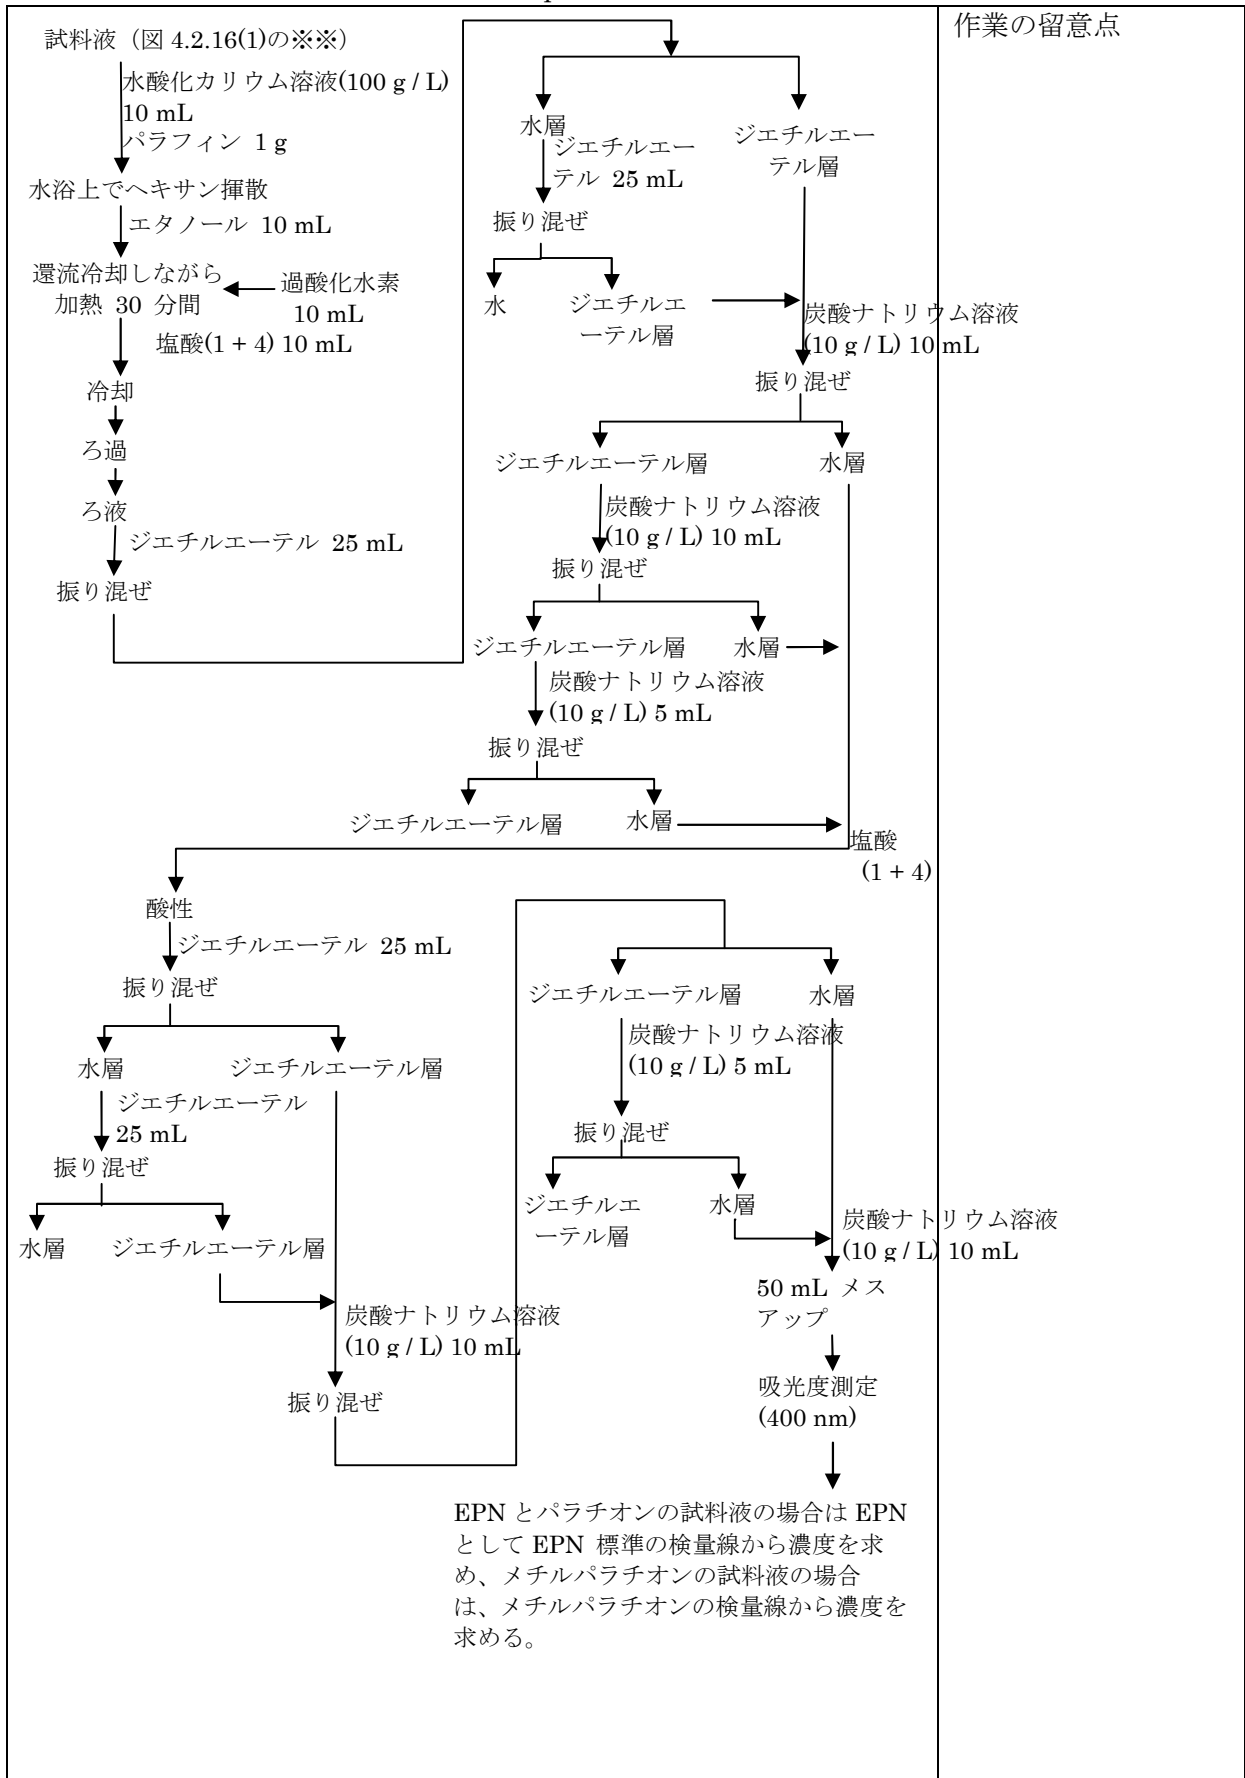 作業の留意点
試料液（図 4.2.16(1)の※※）
水酸化カリウム溶液(100 g / L)
10 mL
パラフィン 1 g
水浴上でヘキサン揮散
エタノール 10 mL
還流冷却しながら
加熱 30 分間
過酸化水素
10 mL
塩酸(1 + 4) 10 mL
冷却
ろ過
ろ液
ジエチルエーテル 25 mL
振り混ぜ
水層
ジエチルエー
テル 25 mL
振り混ぜ
水
ジエチルエ
ーテル層
ジエチルエー
テル層
炭酸ナトリウム溶液
(10 g / L) 10 mL
振り混ぜ
ジエチルエーテル層
水層
炭酸ナトリウム溶液
(10 g / L) 10 mL
振り混ぜ
ジエチルエーテル層
水層
炭酸ナトリウム溶液
(10 g / L) 5 mL
振り混ぜ
ジエチルエーテル層
水層
塩酸
(1 + 4)
酸性
ジエチルエーテル 25 mL
振り混ぜ
水層
ジエチルエーテル層
ジエチルエーテル
25 mL
振り混ぜ
水層
ジエチルエーテル層
炭酸ナトリウム溶液
(10 g / L) 10 mL
振り混ぜ
ジエチルエーテル層
水層
炭酸ナトリウム溶液
(10 g / L) 5 mL
振り混ぜ
ジエチルエ
ーテル層
水層
炭酸ナトリウム溶液
(10 g / L) 10 mL
50 mL メス
アップ
吸光度測定
(400 nm)
EPN とパラチオンの試料液の場合は EPN
として EPN 標準の検量線から濃度を求
め、メチルパラチオンの試料液の場合
は、メチルパラチオンの検量線から濃度を
求める。